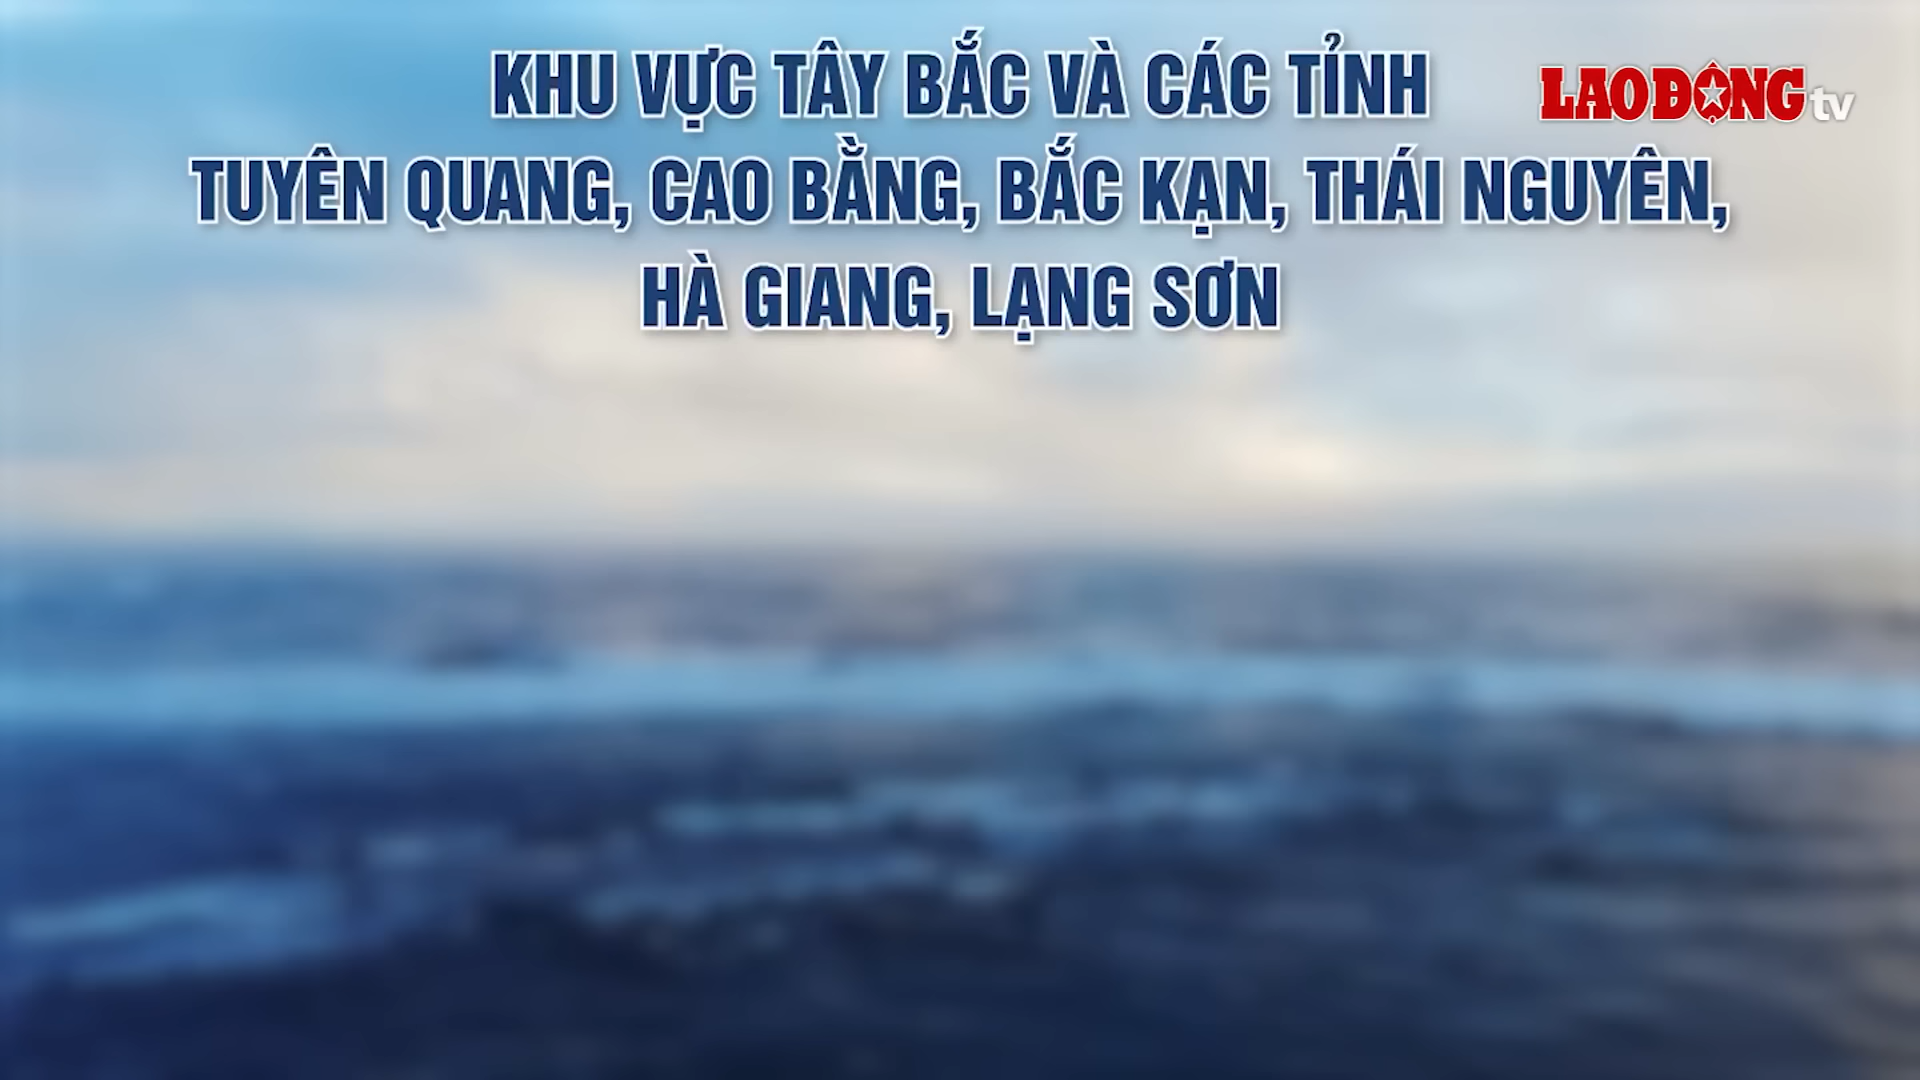 KHU VỰC TÂY BẮC VÀ CÁC TỈNH
LAO ĐỘNG tv
TUYÊN QUANG, CAO BẰNG, BẮC KẠN, THÁI NGUYÊN,
HÀ GIANG, LẠNG SƠN